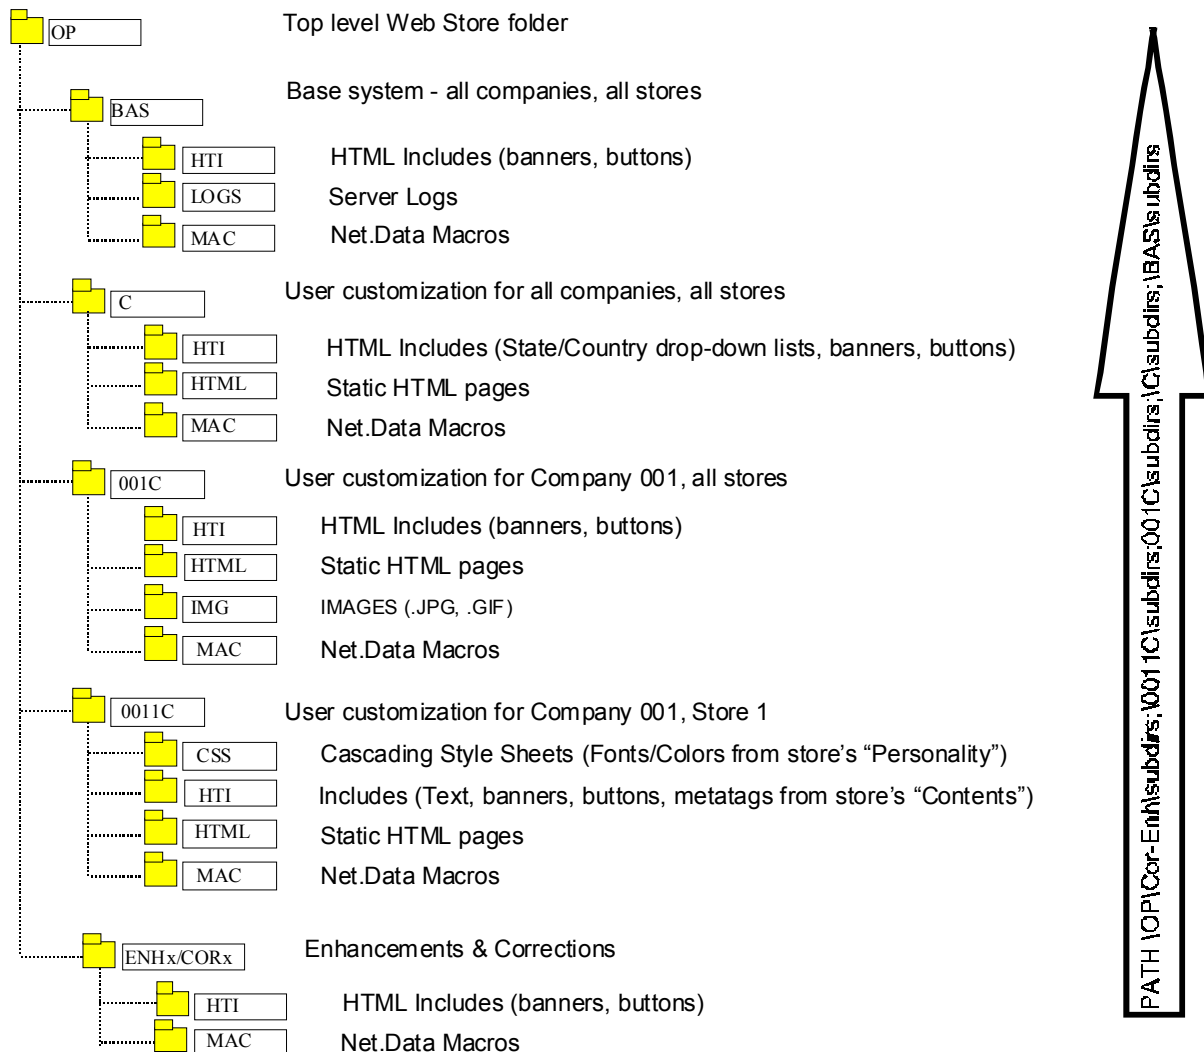 OP Top level Web Store folder
BAS Base system - all companies, all stores
HTI HTML Includes (banners, buttons)
LOGS Server Logs
MAC Net.Data Macros
C User customization for all companies, all stores
HTI HTML Includes (State/Country drop-down lists, banners, buttons)
HTML Static HTML pages
MAC Net.Data Macros
001C User customization for Company 001, all stores
HTI HTML Includes (banners, buttons)
HTML Static HTML pages
IMG IMAGES (.JPG, .GIF)
MAC Net.Data Macros
0011C User customization for Company 001, Store 1
CSS Cascading Style Sheets (Fonts/Colors from store’s “Personality”)
HTI Includes (Text, banners, buttons, metatags from store’s “Contents”)
HTML Static HTML pages
MAC Net.Data Macros
ENHx/CORx Enhancements & Corrections
HTI HTML Includes (banners, buttons)
MAC Net.Data Macros
PATH \OP\Cor-Enh\subdirs;\0011C\subdirs;001C\subdirs;\C\subdirs;\BAS\subdirs